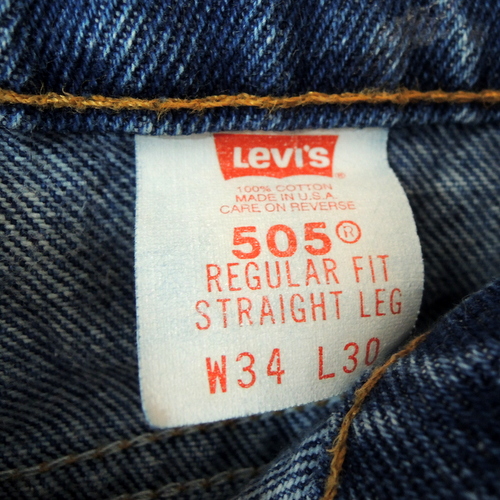 Levi's
100% COTTON
MADE IN U.S.A.
CARE ON REVERSE
505®
REGULAR FIT
STRAIGHT LEG
W34 L30